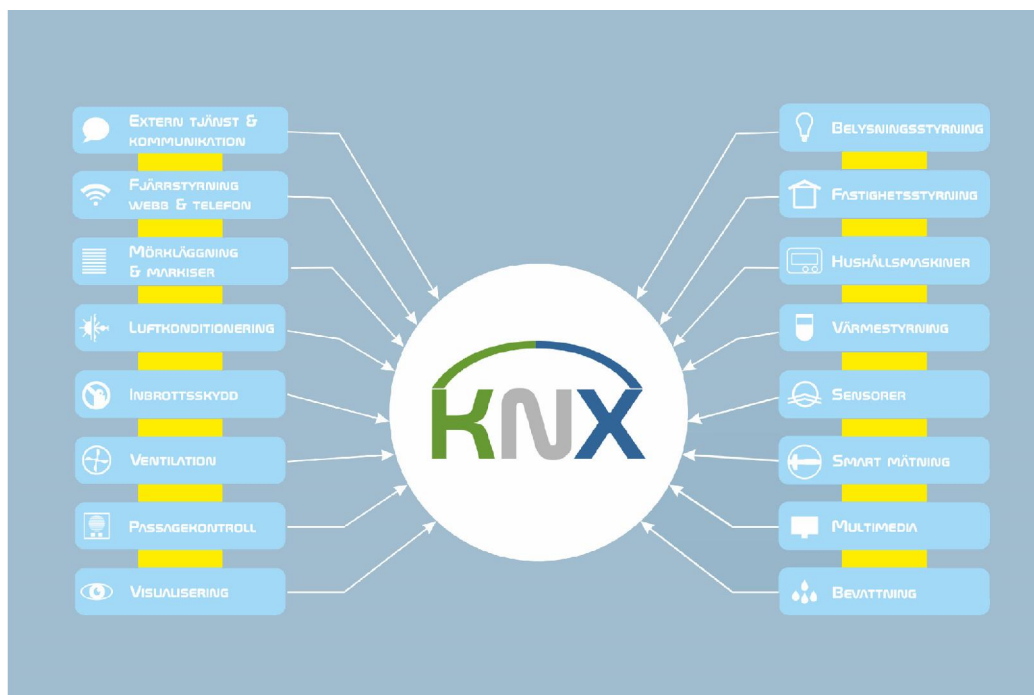 Extern tjänst &
kommunikation
Fjärrstyrning
webb & telefon
Mörkläggning
& markiser
Luftkonditionering
Inbrottsskydd
Ventilation
Passagekontroll
Visualisering
KNX
Belysningsstyrning
Fastighetsstyrning
Hushållsmaskiner
Värmestyrning
Sensorer
Smart mätning
Multimedia
Bevattning